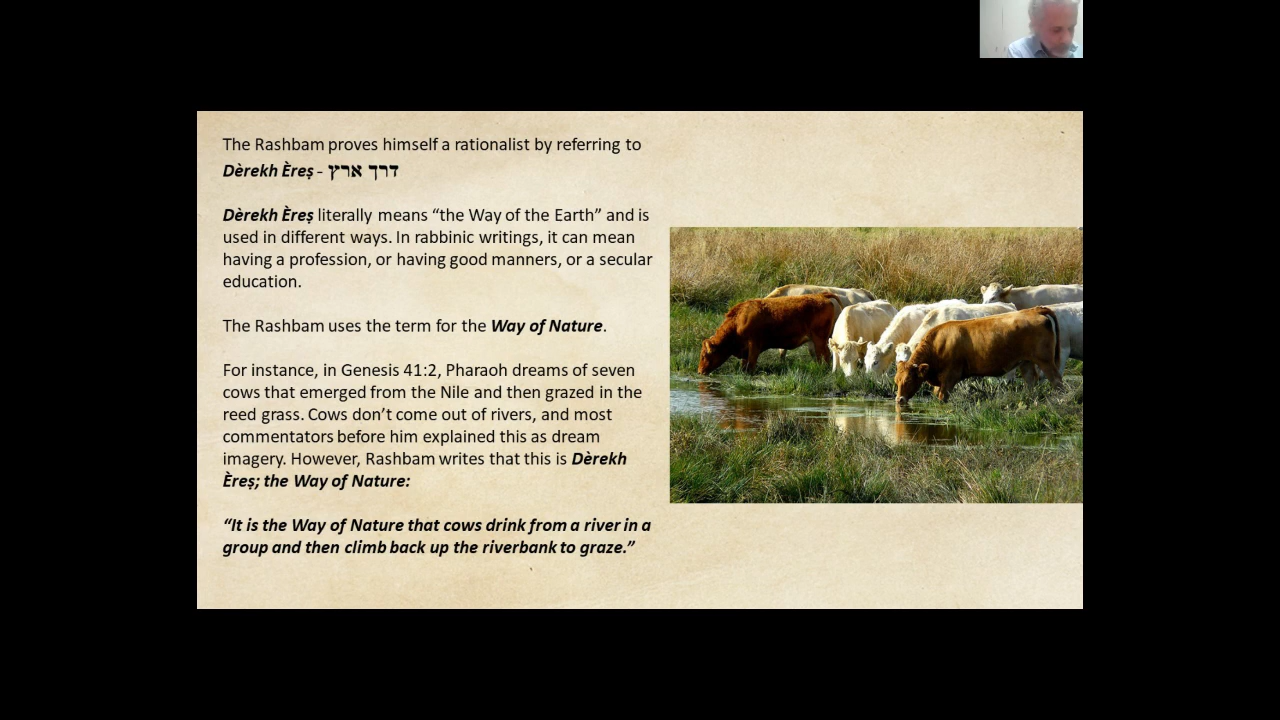 The Rashbam proves himself a rationalist by referring to
Dèrekh Èreṣ - דרך ארץ
Dèrekh Èreṣ literally means “the Way of the Earth” and is
used in different ways. In rabbinic writings, it can mean
having a profession, or having good manners, or a secular
education.
The Rashbam uses the term for the Way of Nature.
For instance, in Genesis 41:2, Pharaoh dreams of seven
cows that emerged from the Nile and then grazed in the
reed grass. Cows don’t come out of rivers, and most
commentators before him explained this as dream
imagery. However, Rashbam writes that this is Dèrekh
Èreṣ; the Way of Nature:
“It is the Way of Nature that cows drink from a river in a
group and then climb back up the riverbank to graze.”